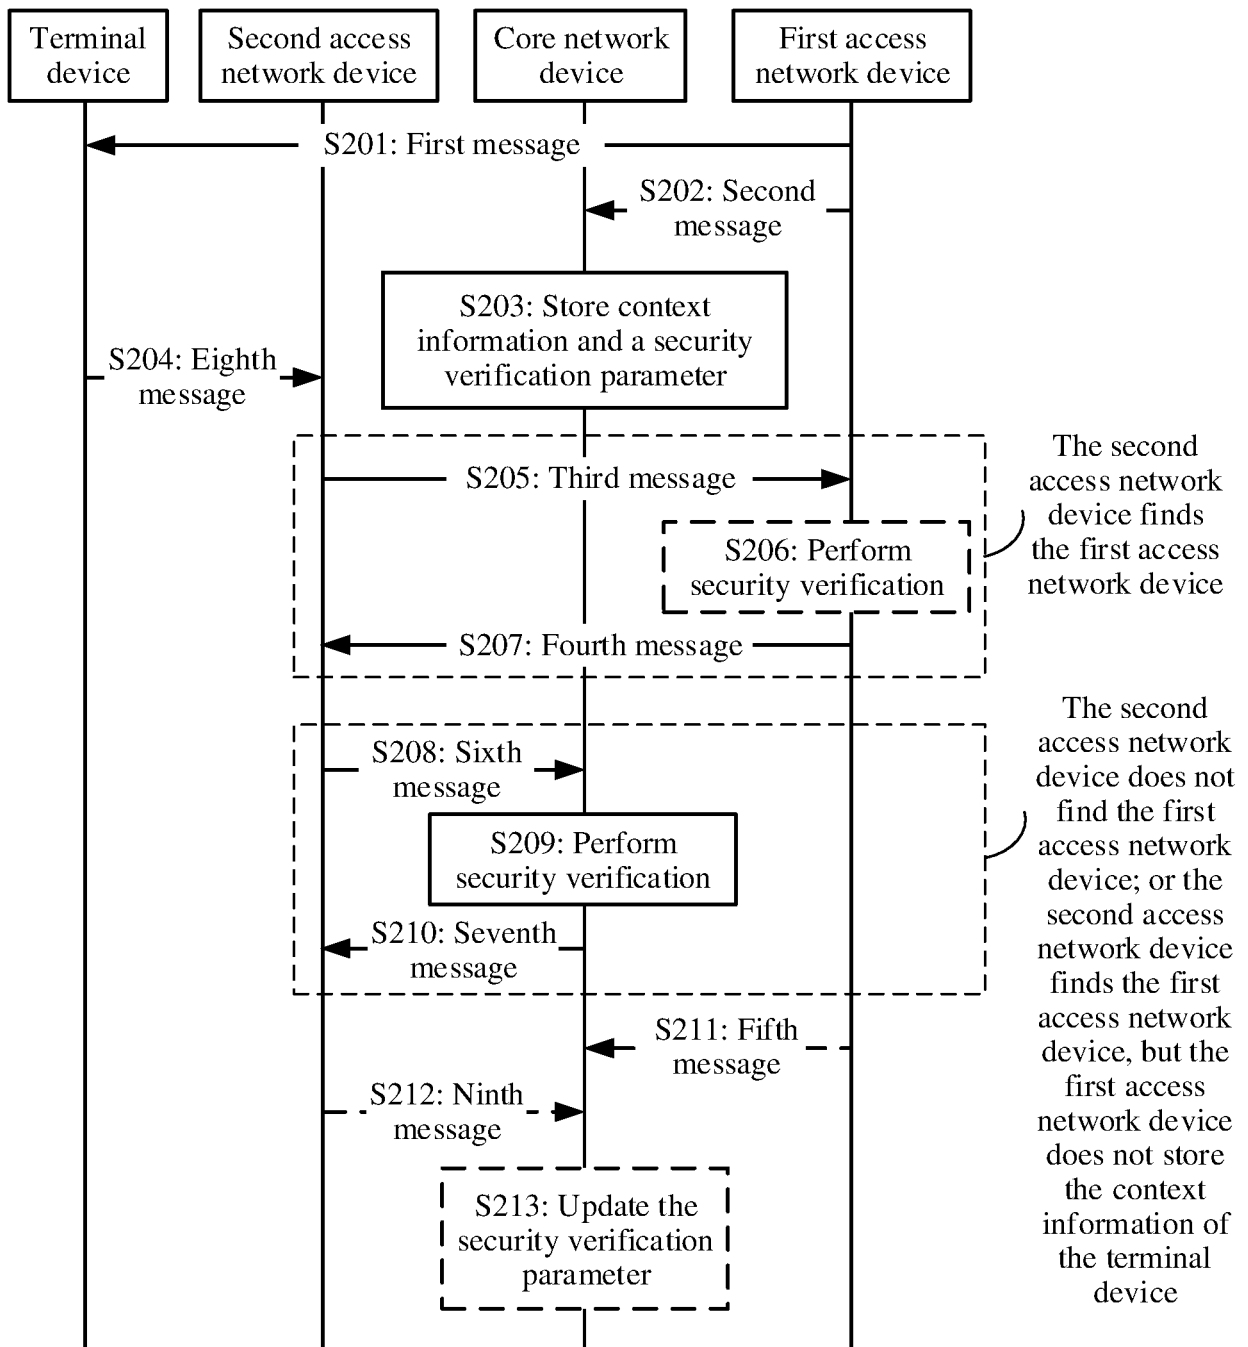 Terminal
device
Second access
network device
Core network
device
First access
network device
S201: First message
S202: Second
message
S203: Store context
information and a security
verification parameter
S204: Eighth
message
S205: Third message
S206: Perform
security verification
S207: Fourth message
The second
access network
device finds
the first access
network device
S208: Sixth
message
S209: Perform
security verification
S210: Seventh
message
The second
access network
device does not
find the first
access network
device; or the
second access
network device
finds the first
access network
device, but the
first access
network device
does not store
the context
information of
the terminal
device
S211: Fifth
message
S212: Ninth
message
S213: Update the
security verification
parameter